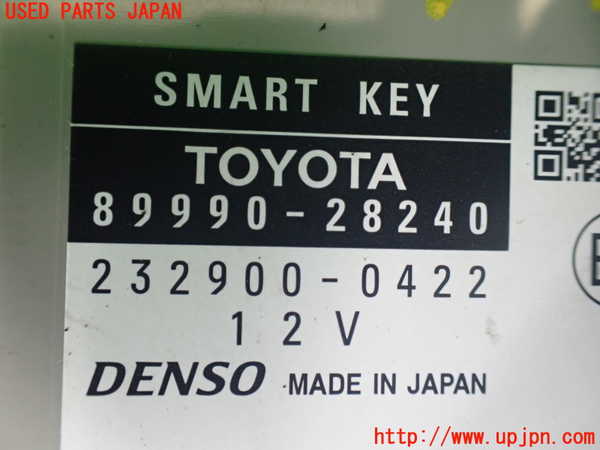 USED PARTS JAPAN
SMART KEY
TOYOTA
89990-28240
232900-0422
12V
DENSO MADE IN JAPAN
http://www.upjpn.com